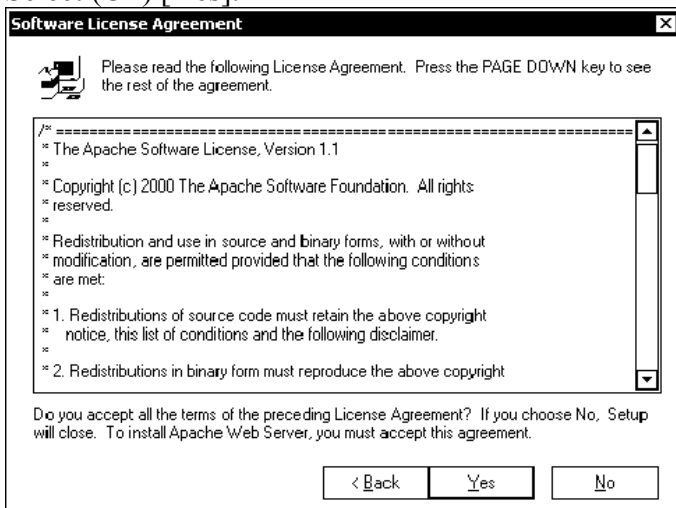 Software License Agreement
Please read the following License Agreement. Press the PAGE DOWN key to see
the rest of the agreement.
/* =====================================================================
* The Apache Software License, Version 1.1
*
* Copyright (c) 2000 The Apache Software Foundation. All rights
* reserved.
*
* Redistribution and use in source and binary forms, with or without
* modification, are permitted provided that the following conditions
* are met:
*
* 1. Redistributions of source code must retain the above copyright
* notice, this list of conditions and the following disclaimer.
*
* 2. Redistributions in binary form must reproduce the above copyright
Do you accept all the terms of the preceding License Agreement? If you choose No, Setup
will close. To install Apache Web Server, you must accept this agreement.
< Back Yes No